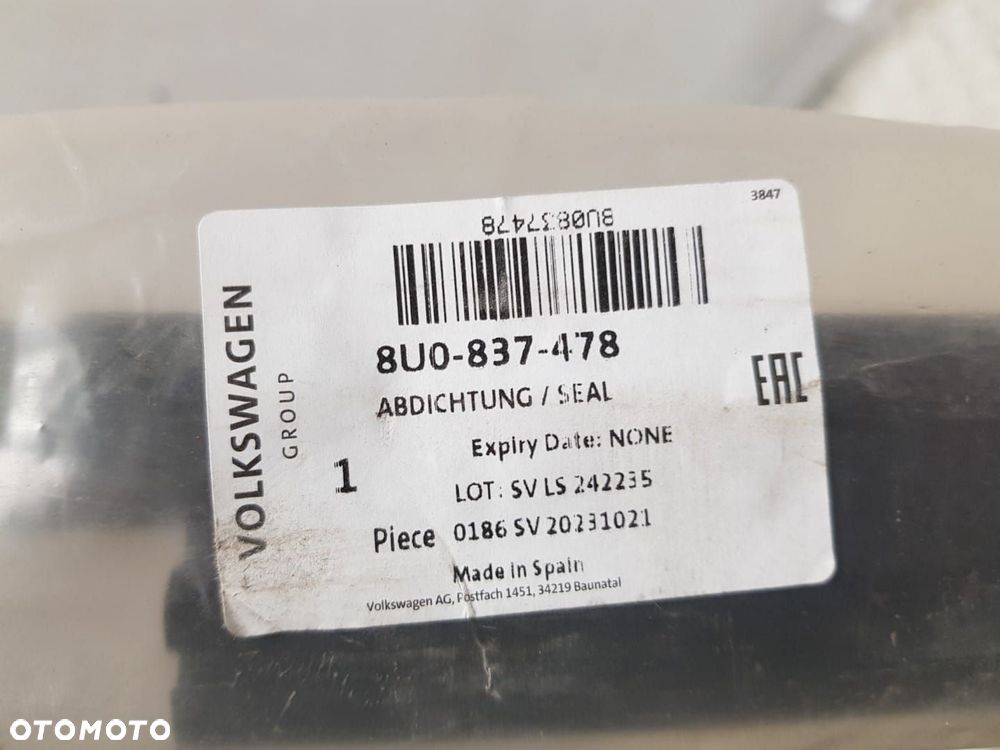 3847
8U0837478
8U0-837-478
ABDICHTUNG / SEAL
EAC
Expiry Date: NONE
1
LOT: SV LS 242235
Piece 0186 SV 20231021
Made in Spain
Volkswagen AG, Postfach 1451, 34219 Baunatal
VOLKSWAGEN
GROUP
OTOMOTO